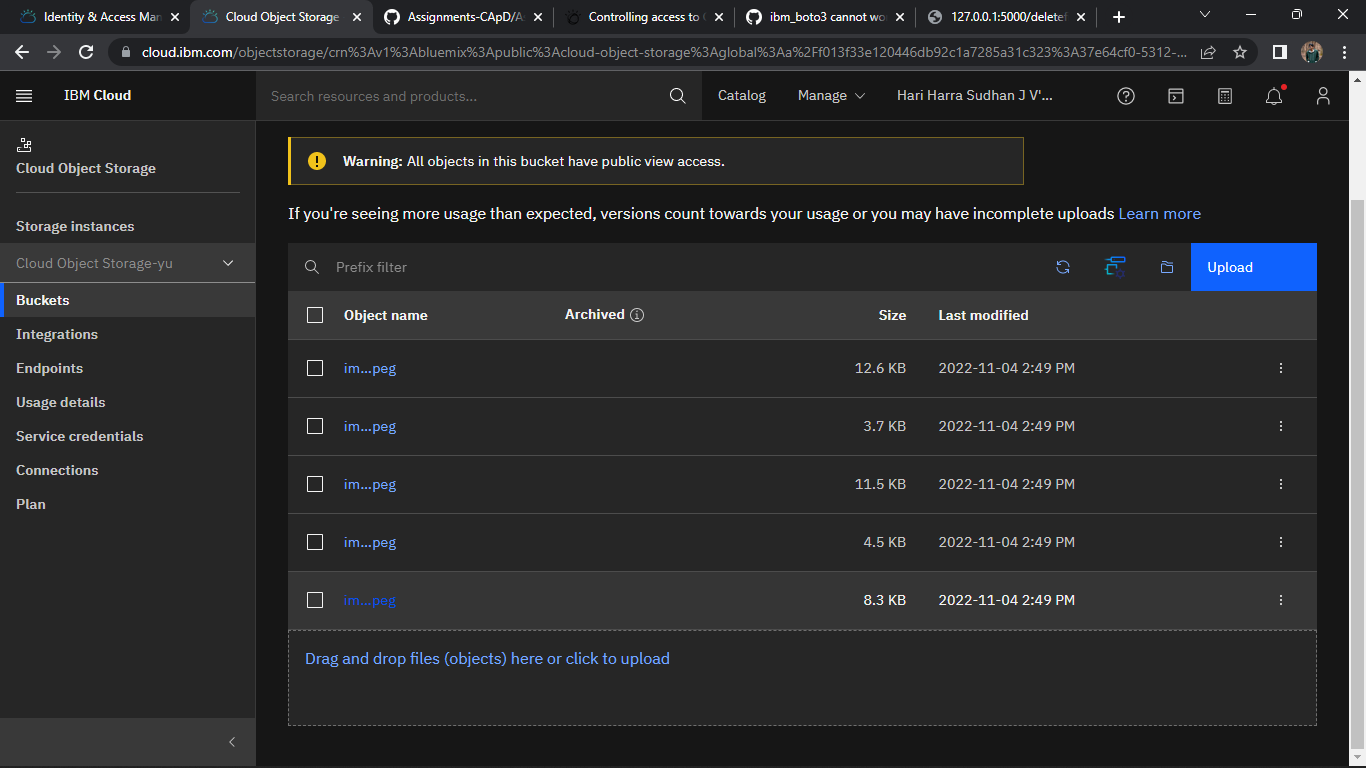 Identity & Access Man
Cloud Object Storage
Assignments-CApD/A
Controlling access to
ibm_boto3 cannot wo
127.0.0.1:5000/deletef
cloud.ibm.com/objectstorage/crn%3Av1%3Abluemix%3Apublic%3Acloud-object-storage%3Aglobal%3Aa%2Ff013f33e120446db92c1a7285a31c323%3A37e64cf0-5312-...
IBM Cloud
Search resources and products...
Catalog
Manage
Hari Harra Sudhan J V'...
Cloud Object Storage
Storage instances
Cloud Object Storage-yu
Buckets
Integrations
Endpoints
Usage details
Service credentials
Connections
Plan
Warning: All objects in this bucket have public view access.
If you're seeing more usage than expected, versions count towards your usage or you may have incomplete uploads Learn more
Prefix filter
Upload
Object name Archived Size Last modified
im...peg 12.6 KB 2022-11-04 2:49 PM
im...peg 3.7 KB 2022-11-04 2:49 PM
im...peg 11.5 KB 2022-11-04 2:49 PM
im...peg 4.5 KB 2022-11-04 2:49 PM
im...peg 8.3 KB 2022-11-04 2:49 PM
Drag and drop files (objects) here or click to upload